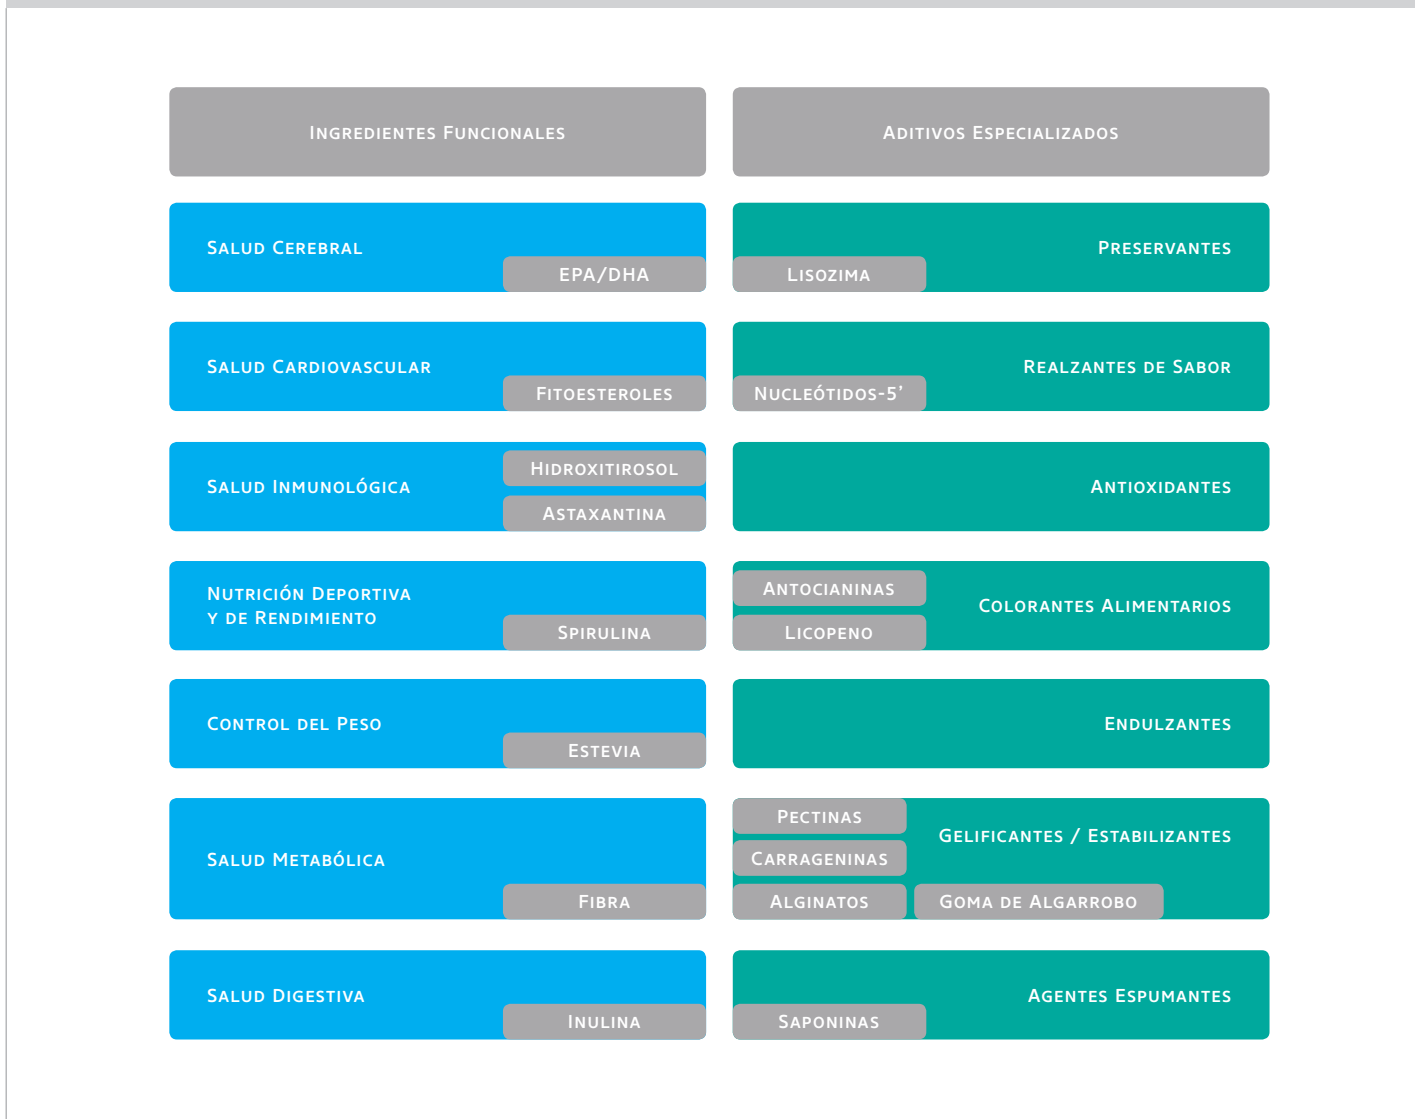 Ingredientes Funcionales
Aditivos Especializados
Salud Cerebral
EPA/DHA
Lisozima
Preservantes
Salud Cardiovascular
Fitoesteroles
Nucleótidos-5’
Realzantes de Sabor
Salud Inmunológica
Hidroxitirosol
Astaxantina
Antioxidantes
Nutrición Deportiva
y de Rendimiento
Spirulina
Antocianinas
Licopeno
Colorantes Alimentarios
Control del Peso
Estevia
Endulzantes
Salud Metabólica
Fibra
Pectinas
Carrageninas
Alginatos
Goma de Algarrobo
Gelificantes / Estabilizantes
Salud Digestiva
Inulina
Saponinas
Agentes Espumantes